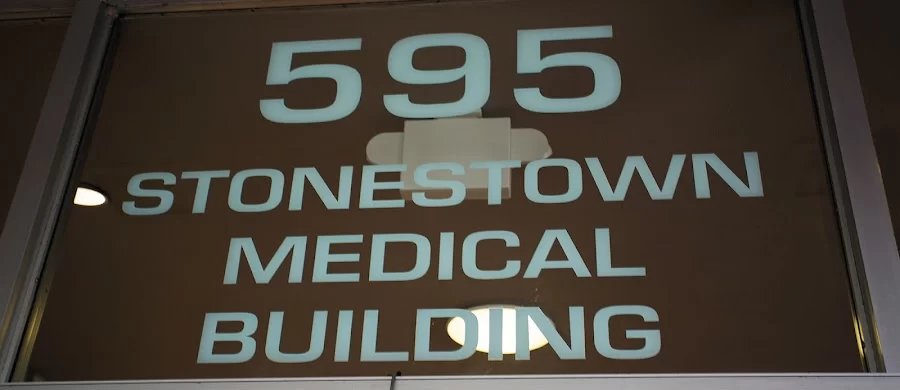 595
STONESTOWN
MEDICAL
BUILDING